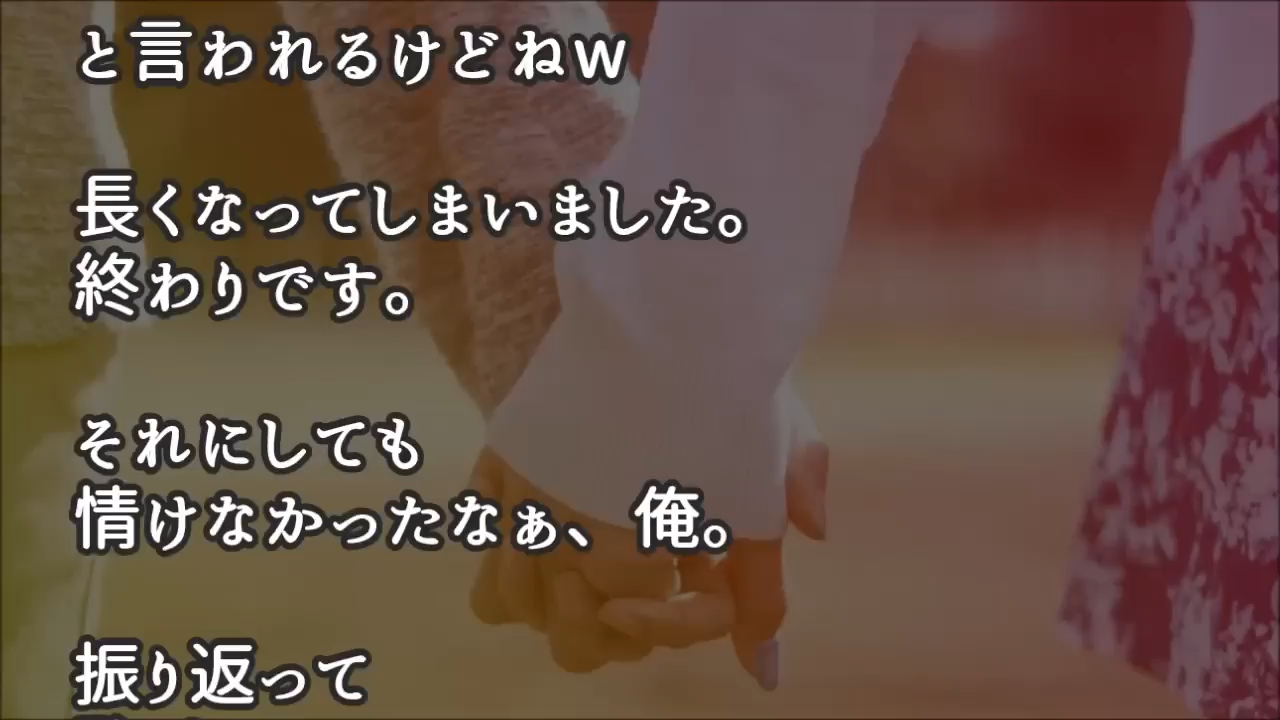 と言われるけどねw
長くなってしまいました。
終わりです。
それにしても
情けなかったなぁ、俺。
振り返って